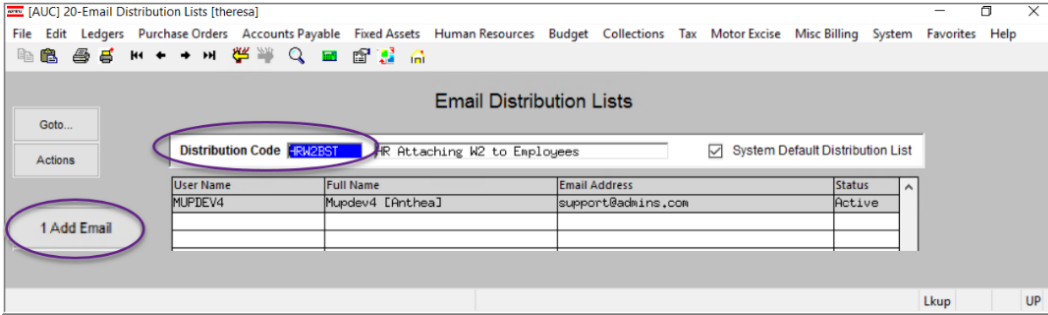 [AUC] 20-Email Distribution Lists [theresa]
File Edit Ledgers Purchase Orders Accounts Payable Fixed Assets Human Resources Budget Collections Tax Motor Excise Misc Billing System Favorites Help
Email Distribution Lists
Goto...
Distribution Code HRW2BST HR Attaching W2 to Employees System Default Distribution List
Actions
User Name Full Name Email Address Status
MUPDEV4 Mupdev4 [Anthea] support@admins.com Active
1 Add Email
Lkup UP